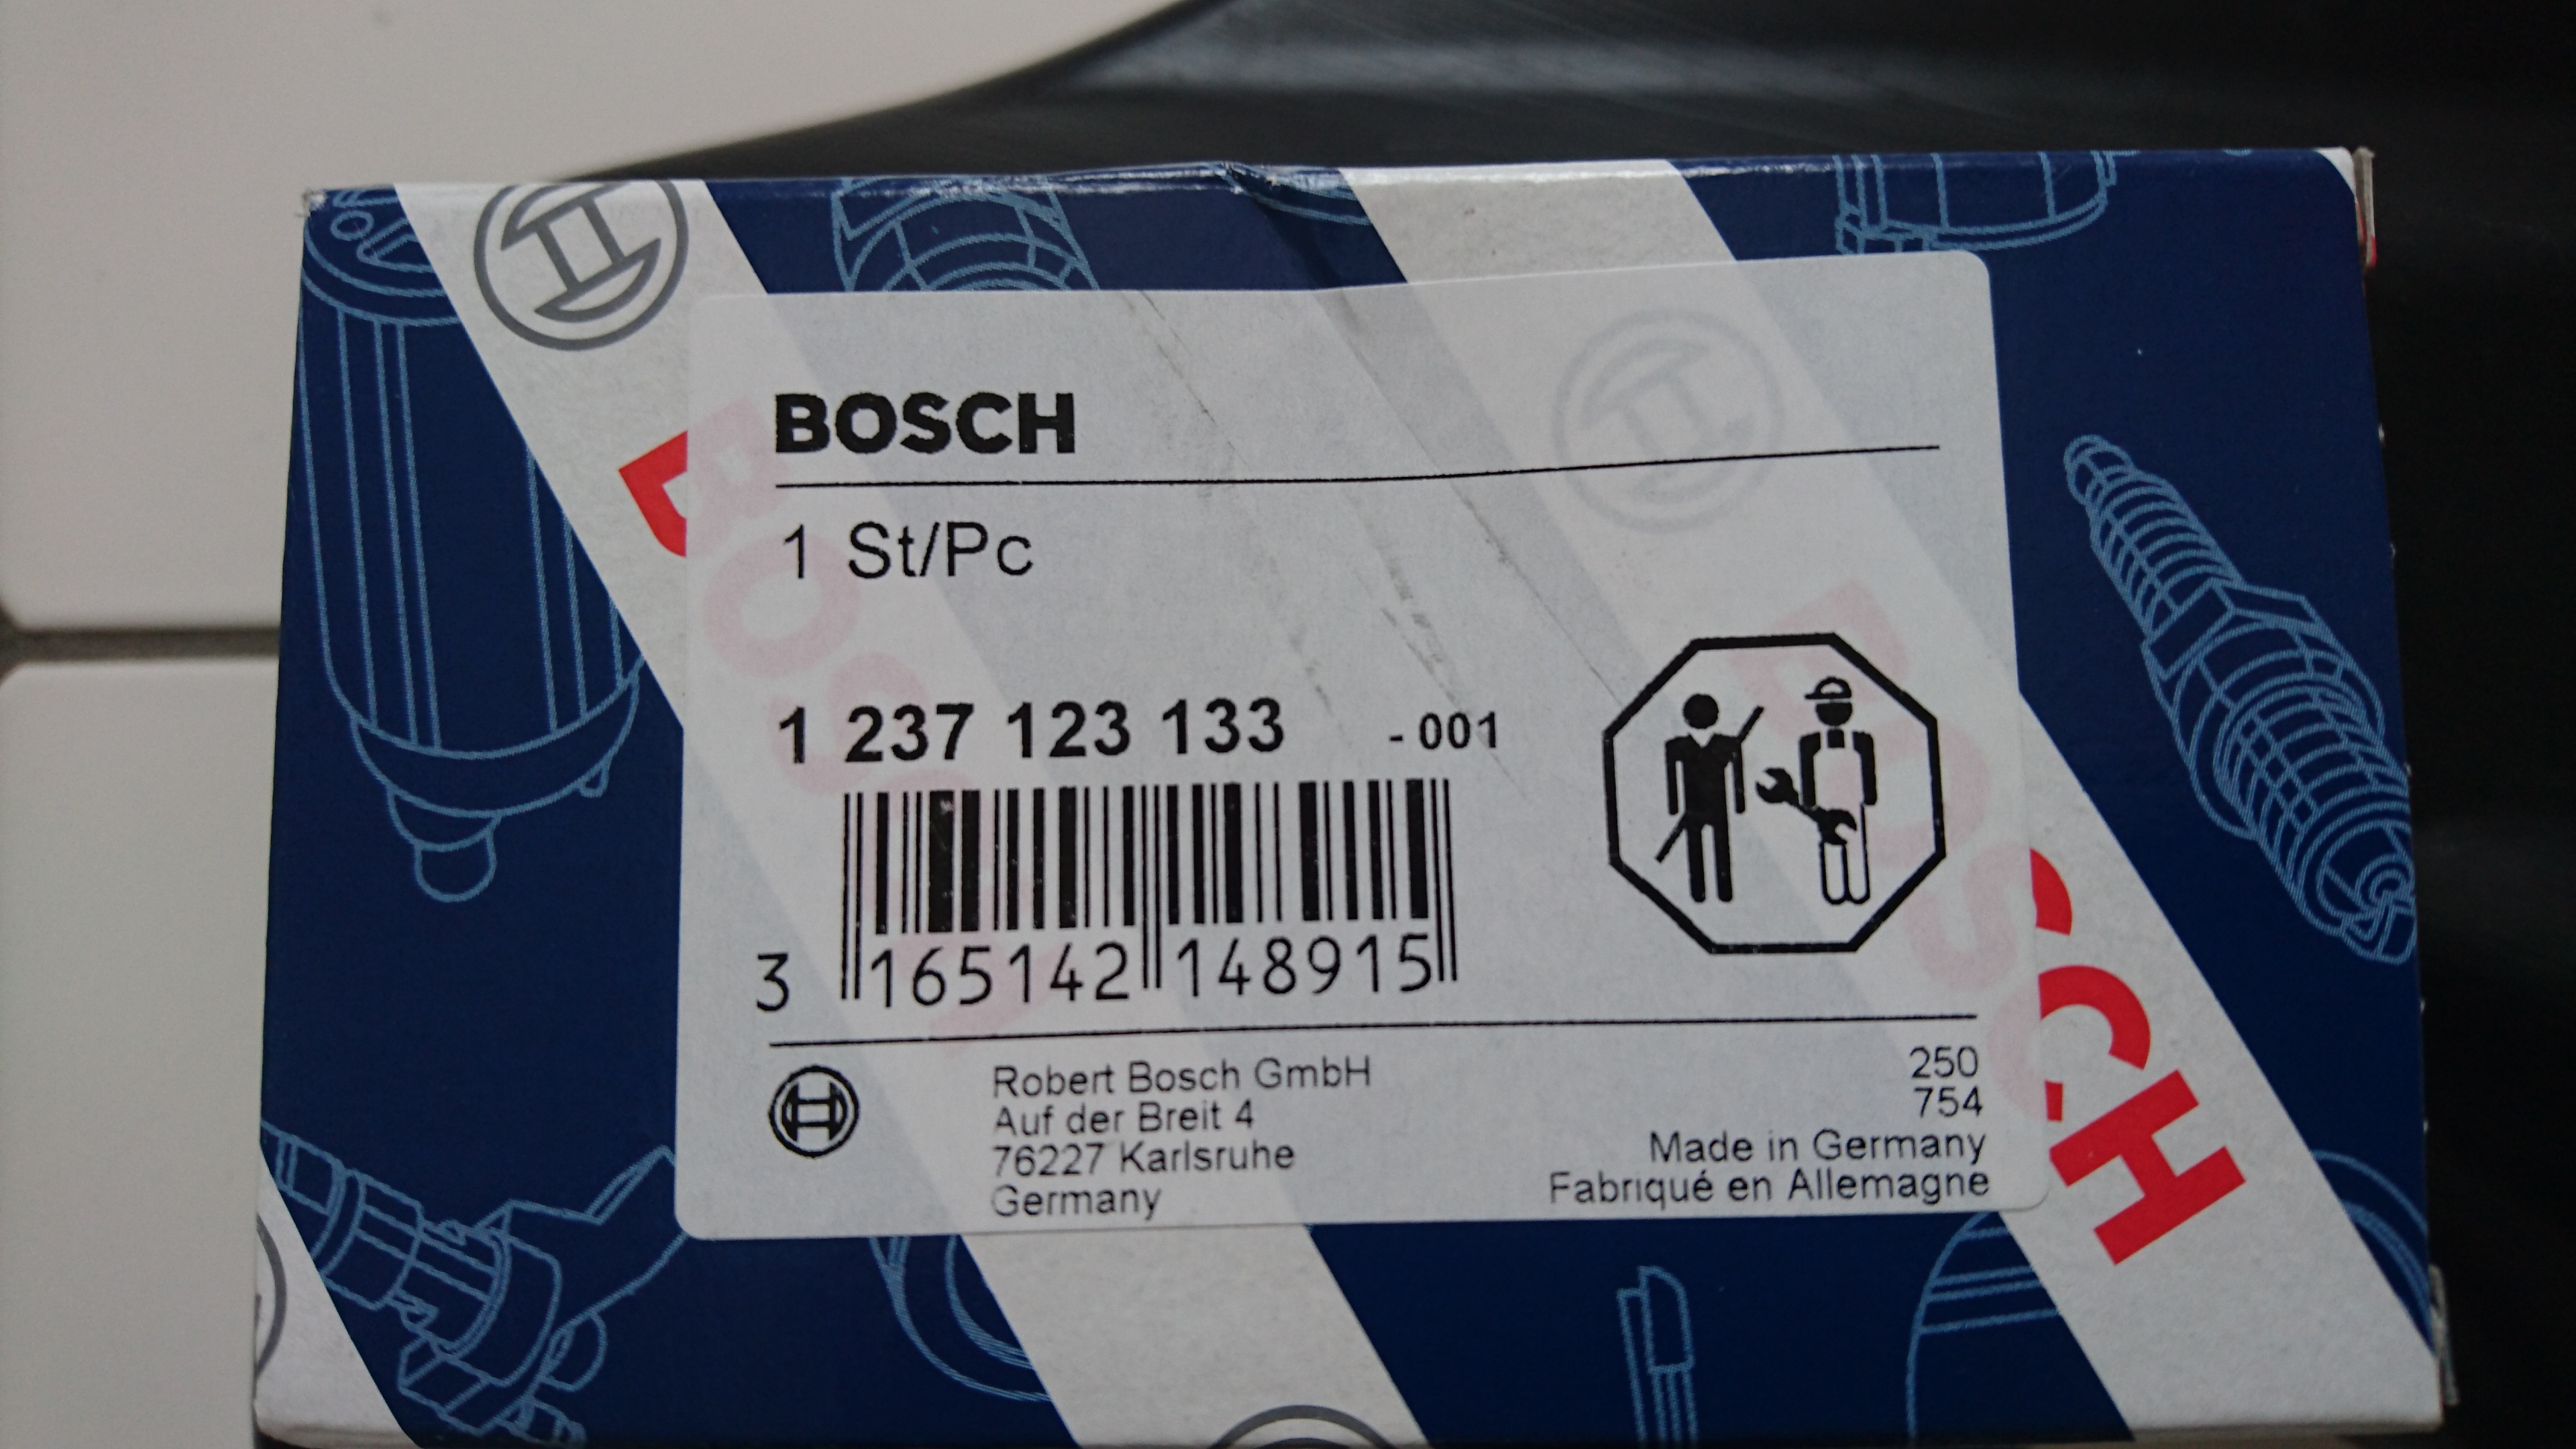 BOSCH
1 St/Pc
1 237 123 133 - 001
3 165142 148915
Robert Bosch GmbH
Auf der Breit 4
76227 Karlsruhe
Germany
250
754
Made in Germany
Fabriqué en Allemagne
BOSCH
BOSCH